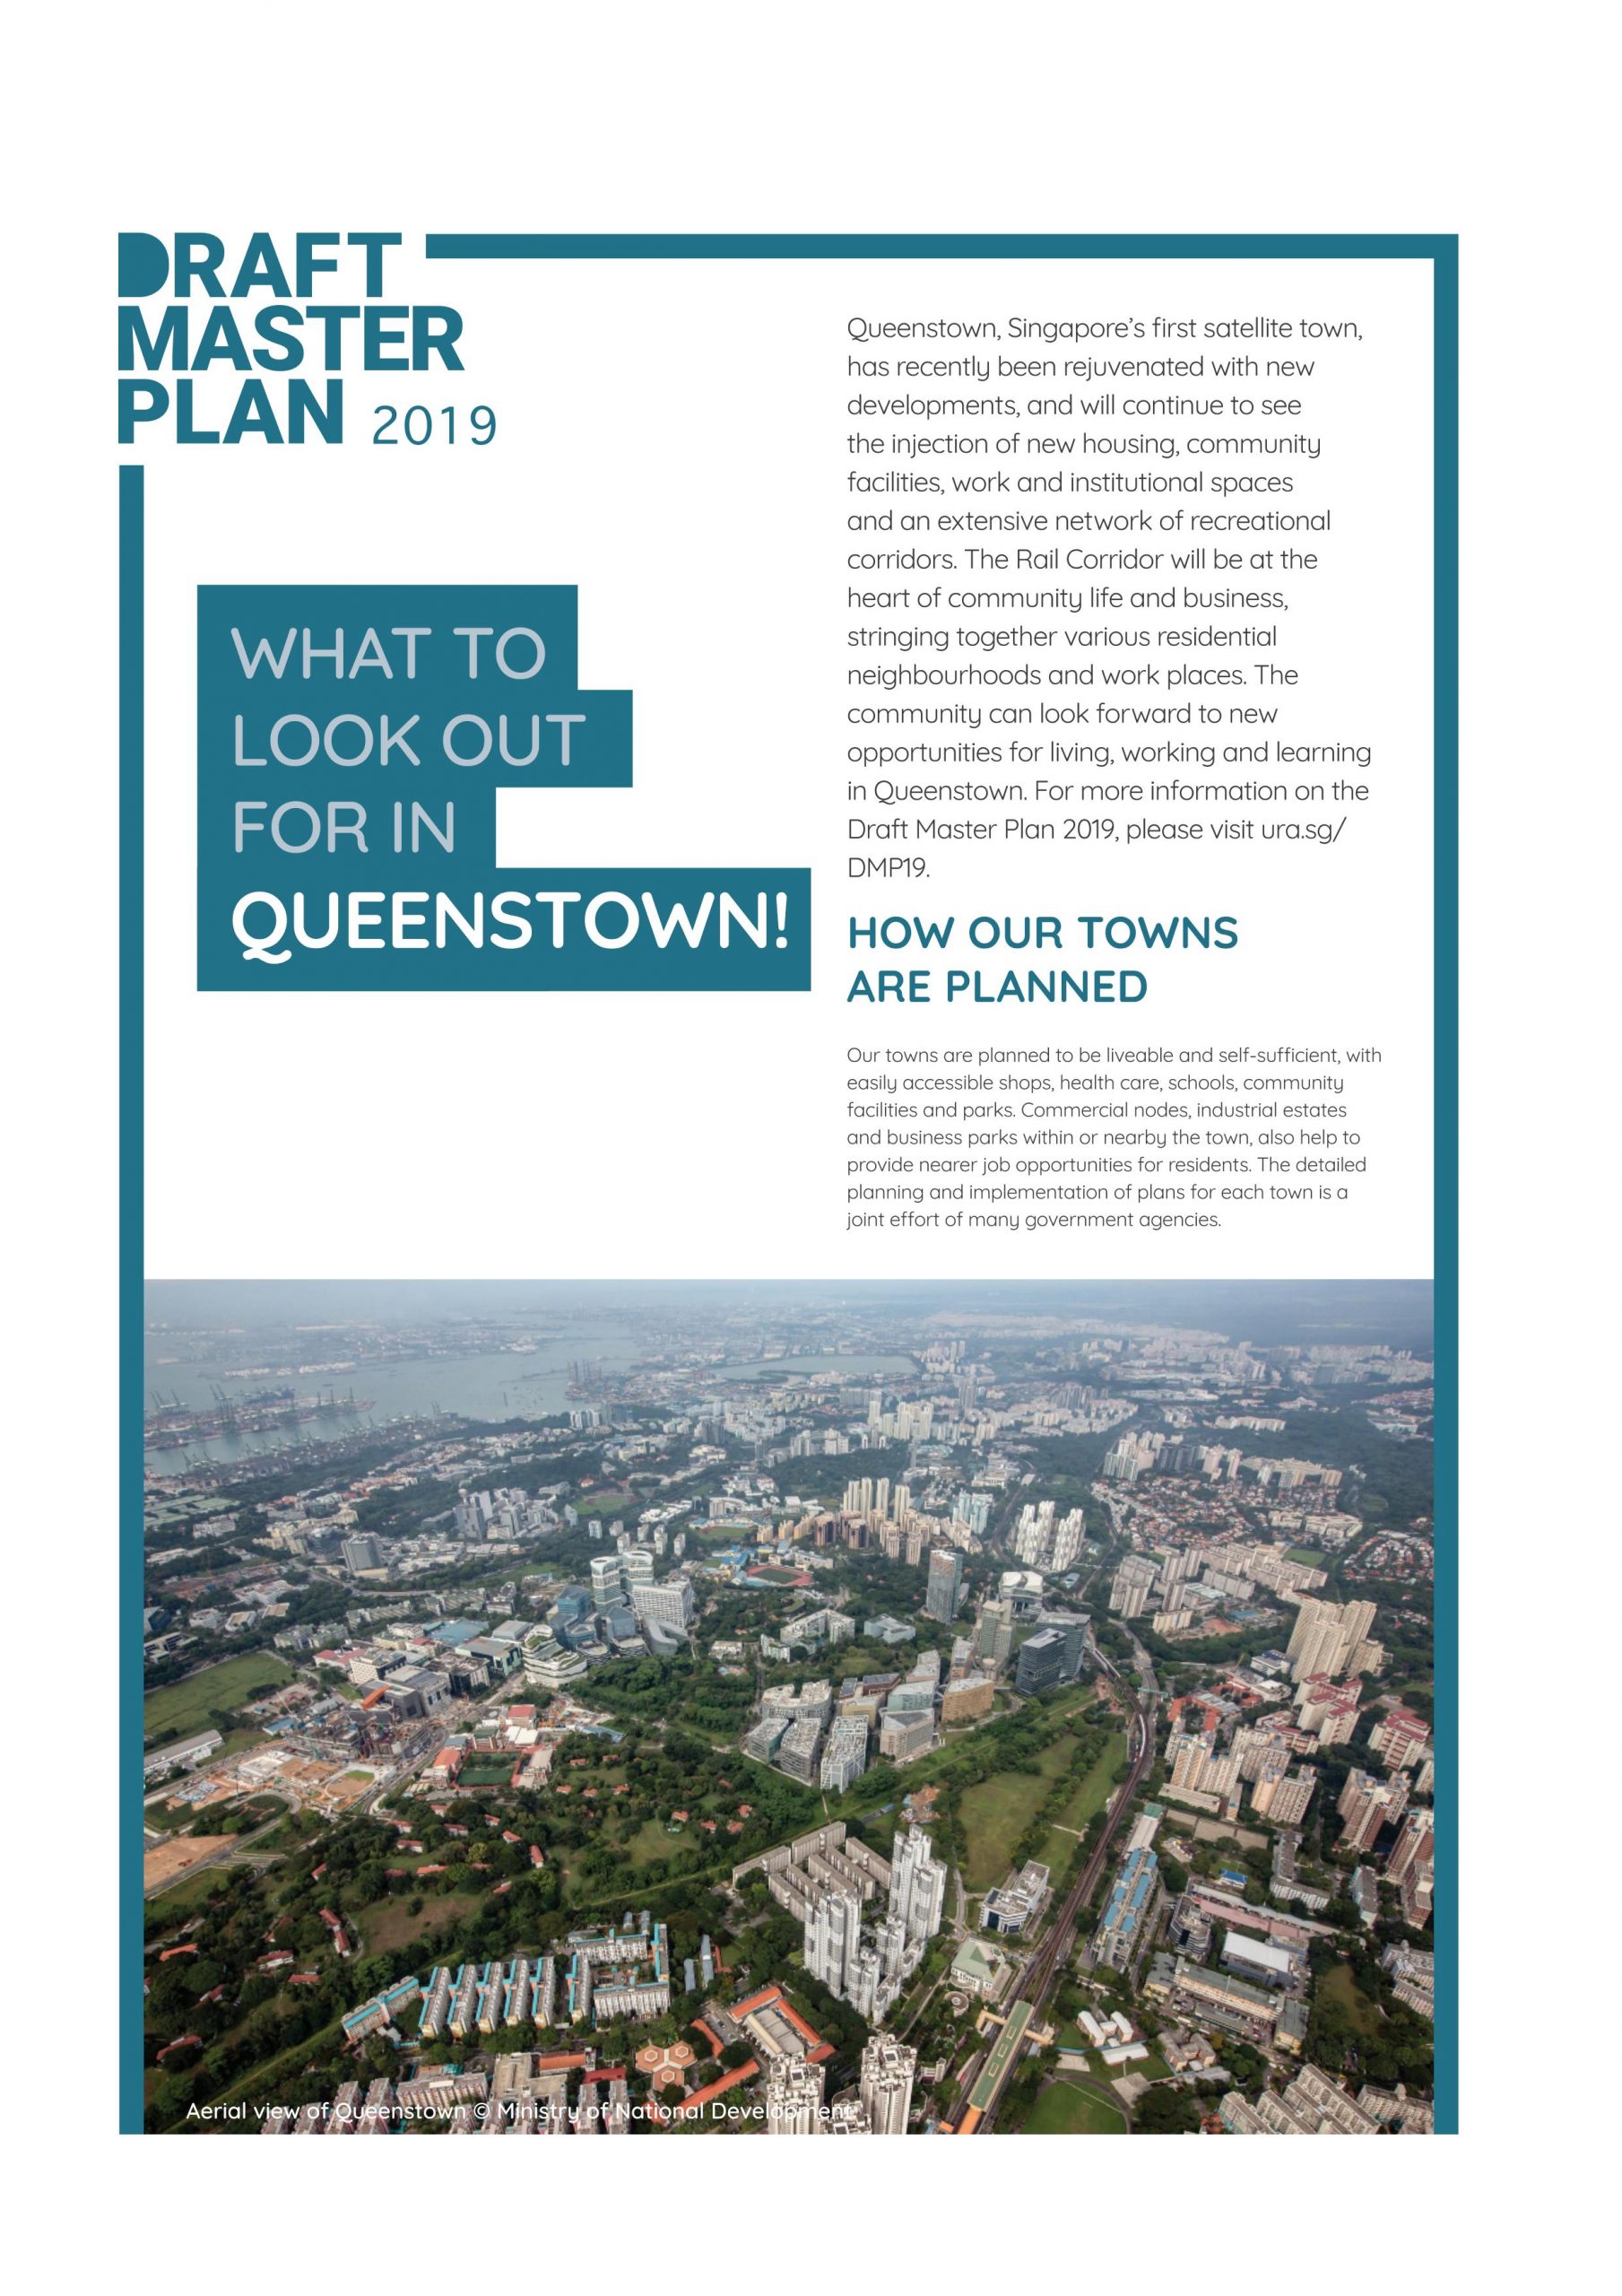 DRAFT
MASTER
PLAN 2019
WHAT TO
LOOK OUT
FOR IN
QUEENSTOWN!
Queenstown, Singapore’s first satellite town,
has recently been rejuvenated with new
developments, and will continue to see
the injection of new housing, community
facilities, work and institutional spaces
and an extensive network of recreational
corridors. The Rail Corridor will be at the
heart of community life and business,
stringing together various residential
neighbourhoods and work places. The
community can look forward to new
opportunities for living, working and learning
in Queenstown. For more information on the
Draft Master Plan 2019, please visit ura.sg/
DMP19.
HOW OUR TOWNS
ARE PLANNED
Our towns are planned to be liveable and self-sufficient, with
easily accessible shops, health care, schools, community
facilities and parks. Commercial nodes, industrial estates
and business parks within or nearby the town, also help to
provide nearer job opportunities for residents. The detailed
planning and implementation of plans for each town is a
joint effort of many government agencies.
Aerial view of Queenstown © Ministry of National Development